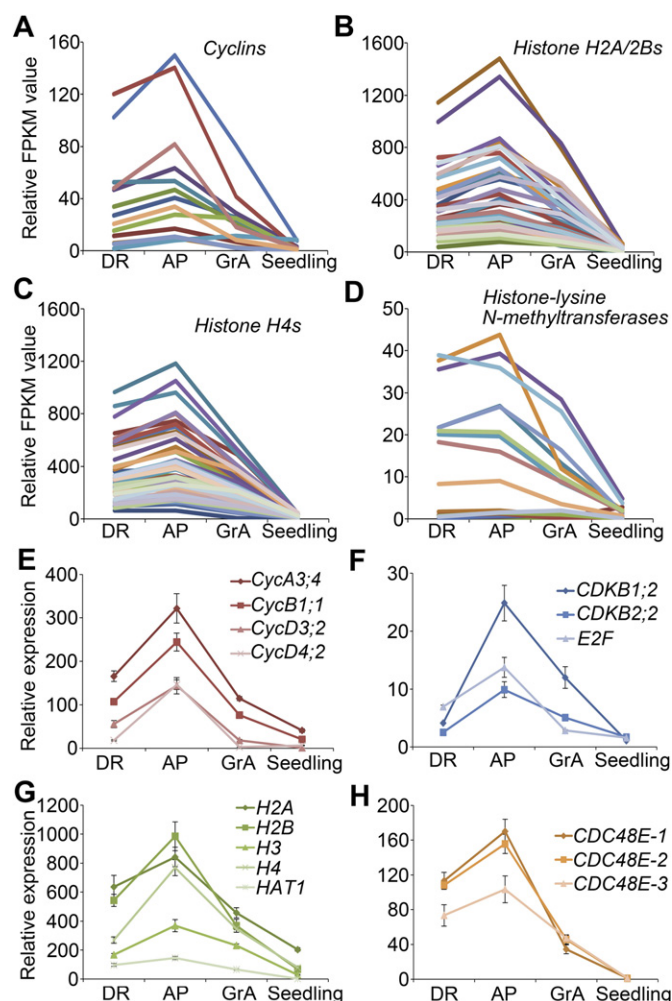 A
Cyclins
Relative FPKM value
160
120
80
40
0
DR AP GrA Seedling
B
Histone H2A/2Bs
1600
1200
800
400
0
DR AP GrA Seedling
C
Histone H4s
Relative FPKM value
1600
1200
800
400
0
DR AP GrA Seedling
D
Histone-lysine
N-methyltransferases
50
40
30
20
10
0
DR AP GrA Seedling
E
Relative expression
400
300
200
100
0
CycA3;4
CycB1;1
CycD3;2
CycD4;2
DR AP GrA Seedling
F
30
20
10
0
CDKB1;2
CDKB2;2
E2F
DR AP GrA Seedling
G
Relative expression
1200
1000
800
600
400
200
0
H2A
H2B
H3
H4
HAT1
DR AP GrA Seedling
H
200
160
120
80
40
0
CDC48E-1
CDC48E-2
CDC48E-3
DR AP GrA Seedling